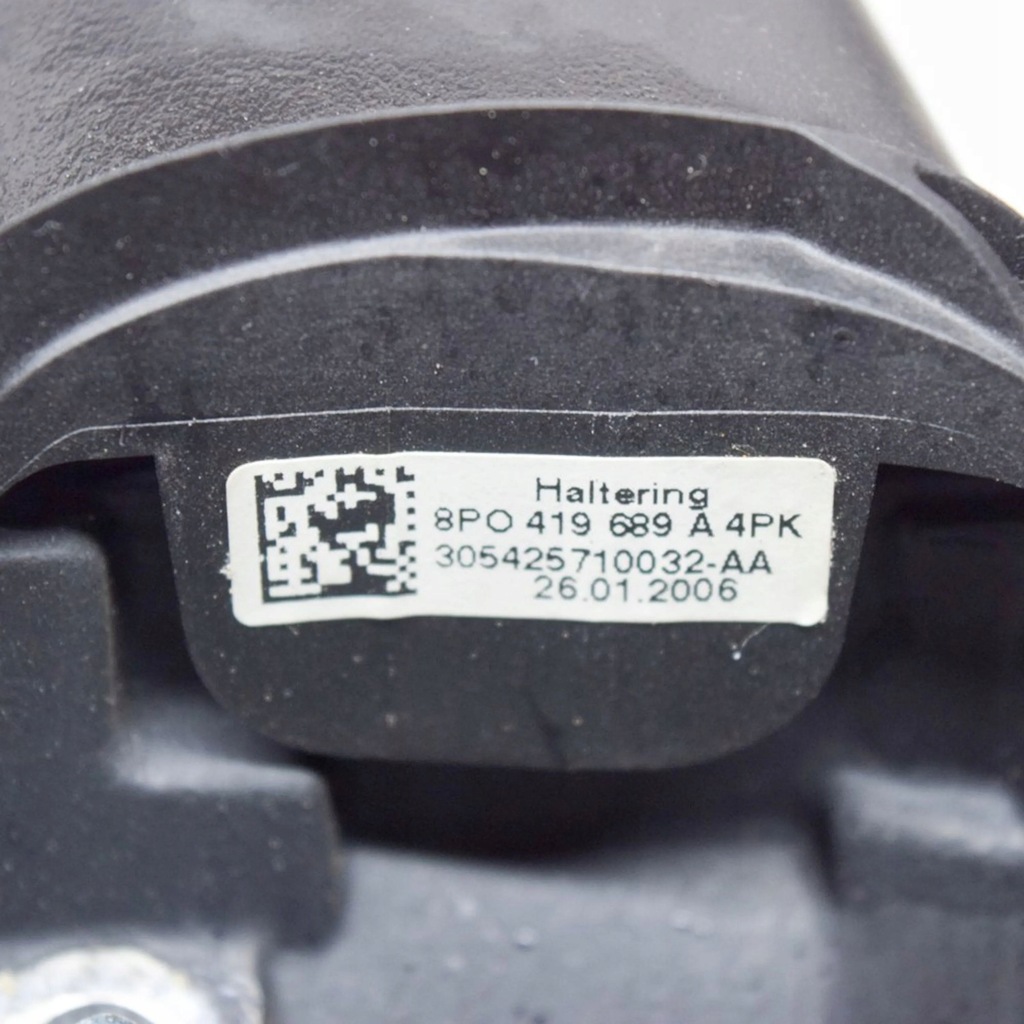 Haltering
8PO 419 689 A 4PK
305425710032-AA
26.01.2006